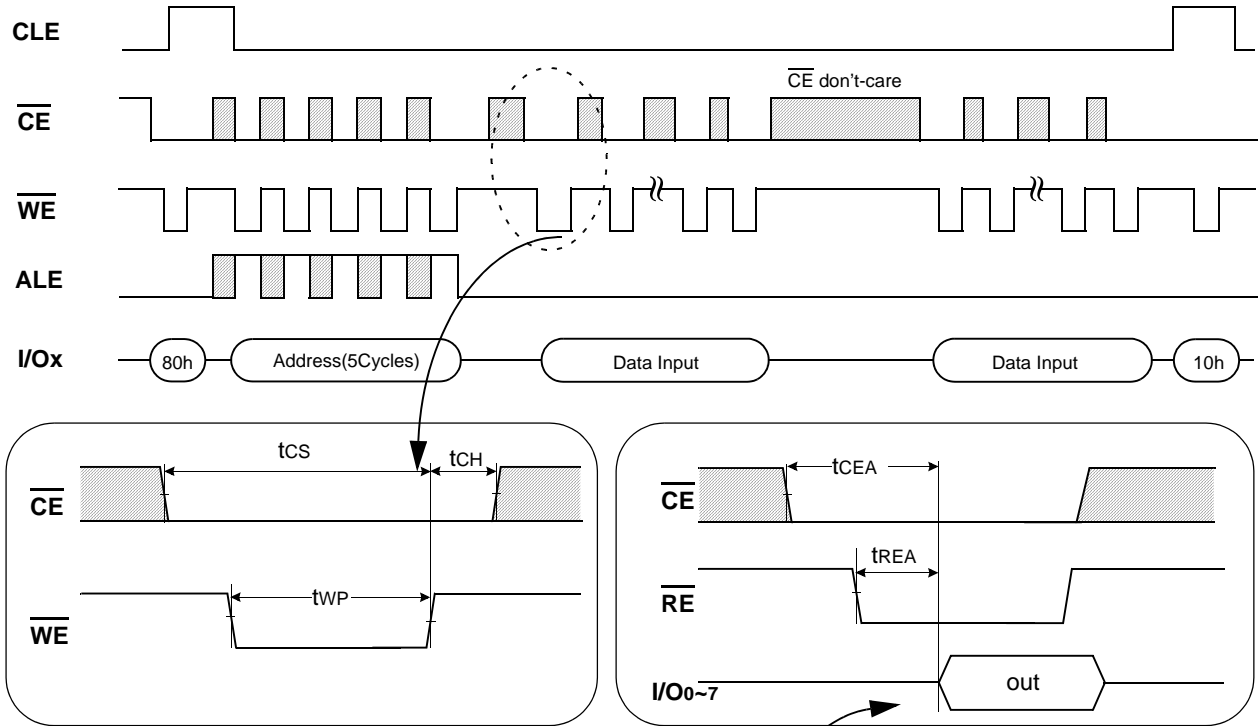 CLE
CE don't-care
CE
WE
ALE
I/Ox
80h
Address(5Cycles)
Data Input
Data Input
10h
tCS
tCH
CE
tWP
WE
tCEA
CE
tREA
RE
I/O0~7
out